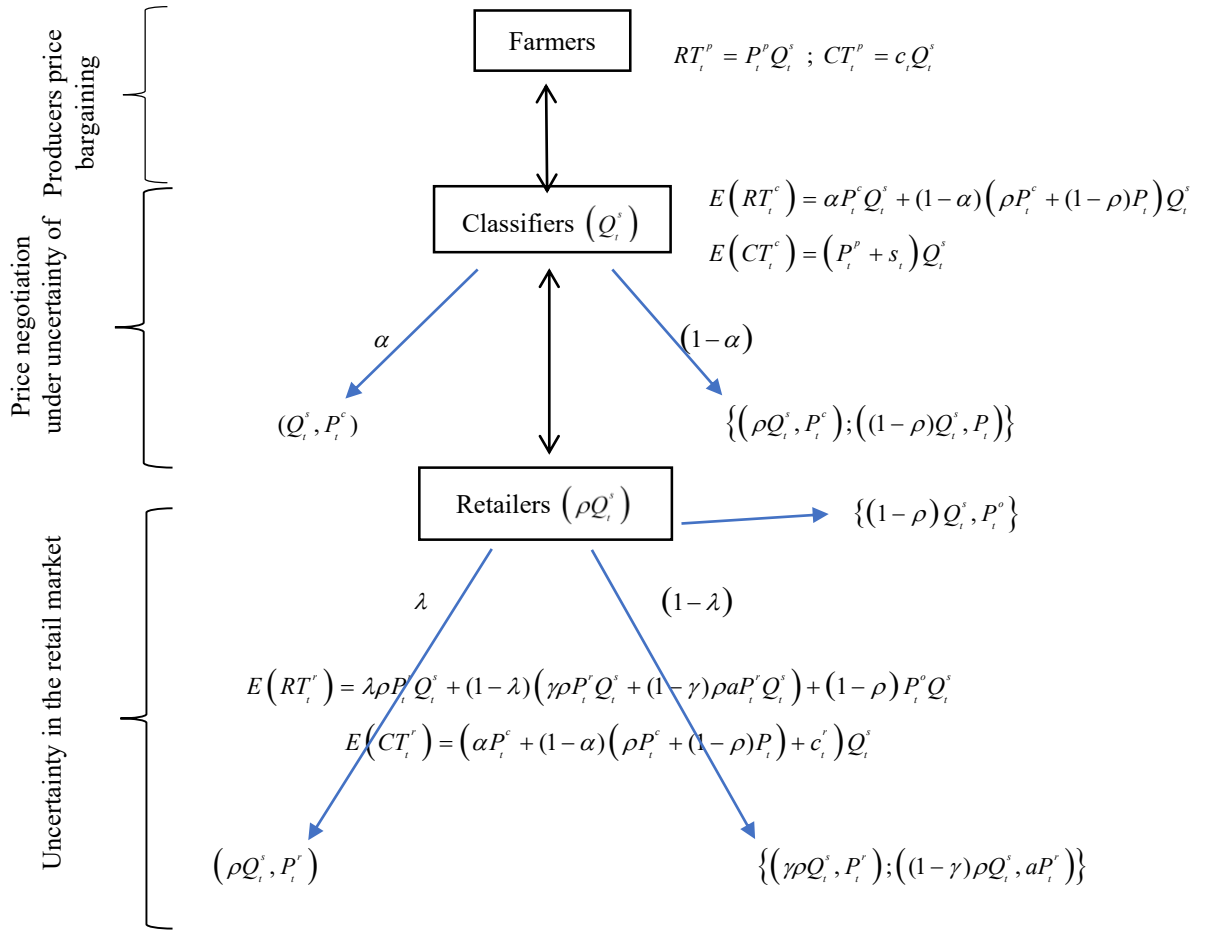 Farmers
RT_t^p = P_t^p Q_t^s ; CT_t^p = c_t Q_t^s
Producers price
bargaining
E(RT_t^c) = αP_t^c Q_t^s + (1−α)(ρP_t^c + (1−ρ)P_t)Q_t^s
Classifiers (Q_t^s)
E(CT_t^c) = (P_t^p + s_t)Q_t^s
Price negotiation
under uncertainty of
α
(1−α)
(Q_t^s, P_t^c)
{(ρQ_t^s, P_t^c);((1−ρ)Q_t^s, P_t)}
Retailers (ρQ_t^s)
{(1−ρ)Q_t^s, P_t^o}
Uncertainty in the retail market
λ
(1−λ)
E(RT_t^r) = λρP_t^r Q_t^s + (1−λ)(γρP_t^r Q_t^s + (1−γ)ρaP_t^r Q_t^s) + (1−ρ)P_t^o Q_t^s
E(CT_t^r) = (αP_t^c + (1−α)(ρP_t^c + (1−ρ)P_t) + c_t^r)Q_t^s
(ρQ_t^s, P_t^r)
{(γρQ_t^s, P_t^r);((1−γ)ρQ_t^s, aP_t^r)}